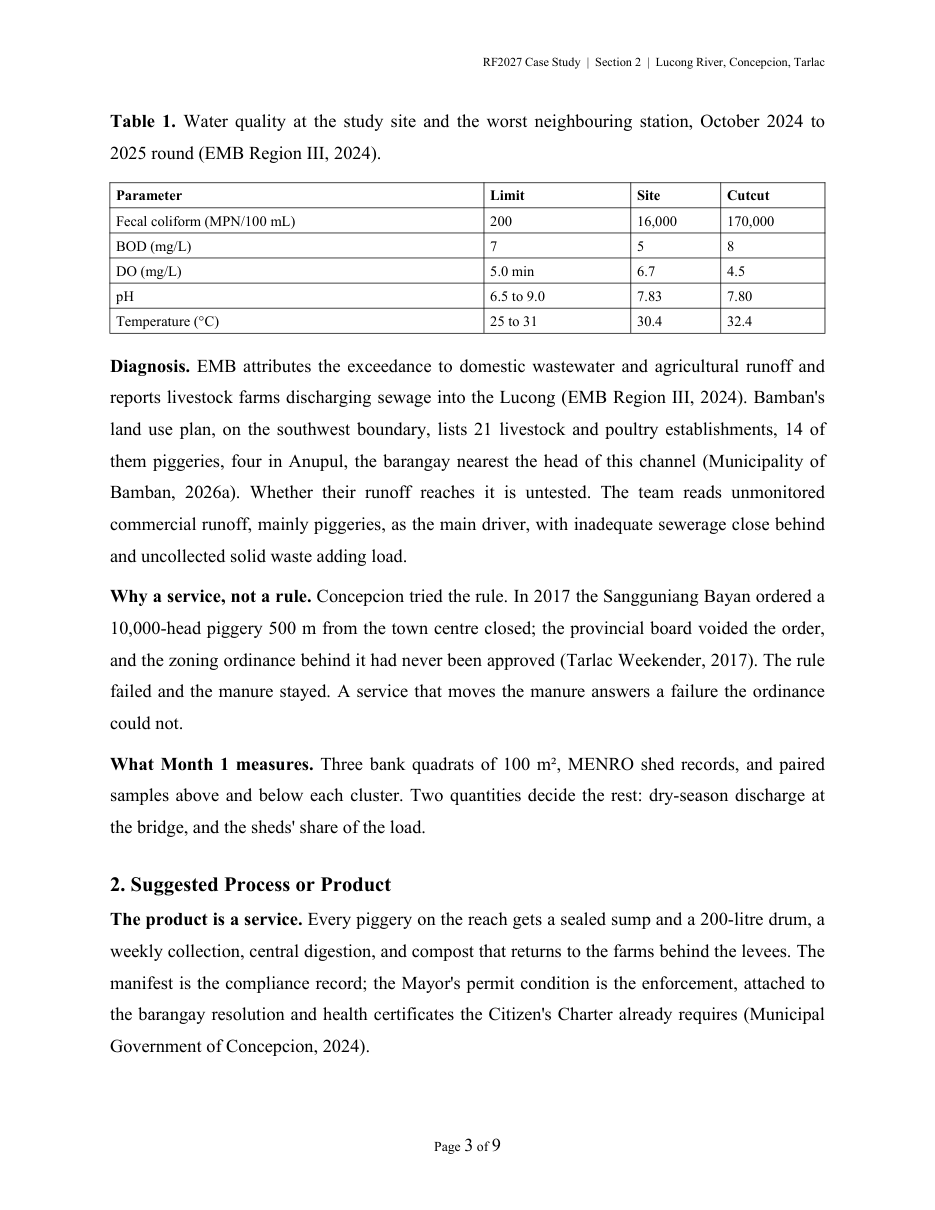 RF2027 Case Study | Section 2 | Lucong River, Concepcion, Tarlac
Table 1. Water quality at the study site and the worst neighbouring station, October 2024 to
2025 round (EMB Region III, 2024).
Parameter Limit Site Cutcut
Fecal coliform (MPN/100 mL) 200 16,000 170,000
BOD (mg/L) 7 5 8
DO (mg/L) 5.0 min 6.7 4.5
pH 6.5 to 9.0 7.83 7.80
Temperature (°C) 25 to 31 30.4 32.4
Diagnosis. EMB attributes the exceedance to domestic wastewater and agricultural runoff and
reports livestock farms discharging sewage into the Lucong (EMB Region III, 2024). Bamban's
land use plan, on the southwest boundary, lists 21 livestock and poultry establishments, 14 of
them piggeries, four in Anupul, the barangay nearest the head of this channel (Municipality of
Bamban, 2026a). Whether their runoff reaches it is untested. The team reads unmonitored
commercial runoff, mainly piggeries, as the main driver, with inadequate sewerage close behind
and uncollected solid waste adding load.
Why a service, not a rule. Concepcion tried the rule. In 2017 the Sangguniang Bayan ordered a
10,000-head piggery 500 m from the town centre closed; the provincial board voided the order,
and the zoning ordinance behind it had never been approved (Tarlac Weekender, 2017). The rule
failed and the manure stayed. A service that moves the manure answers a failure the ordinance
could not.
What Month 1 measures. Three bank quadrats of 100 m², MENRO shed records, and paired
samples above and below each cluster. Two quantities decide the rest: dry-season discharge at
the bridge, and the sheds' share of the load.
2. Suggested Process or Product
The product is a service. Every piggery on the reach gets a sealed sump and a 200-litre drum, a
weekly collection, central digestion, and compost that returns to the farms behind the levees. The
manifest is the compliance record; the Mayor's permit condition is the enforcement, attached to
the barangay resolution and health certificates the Citizen's Charter already requires (Municipal
Government of Concepcion, 2024).
Page 3 of 9